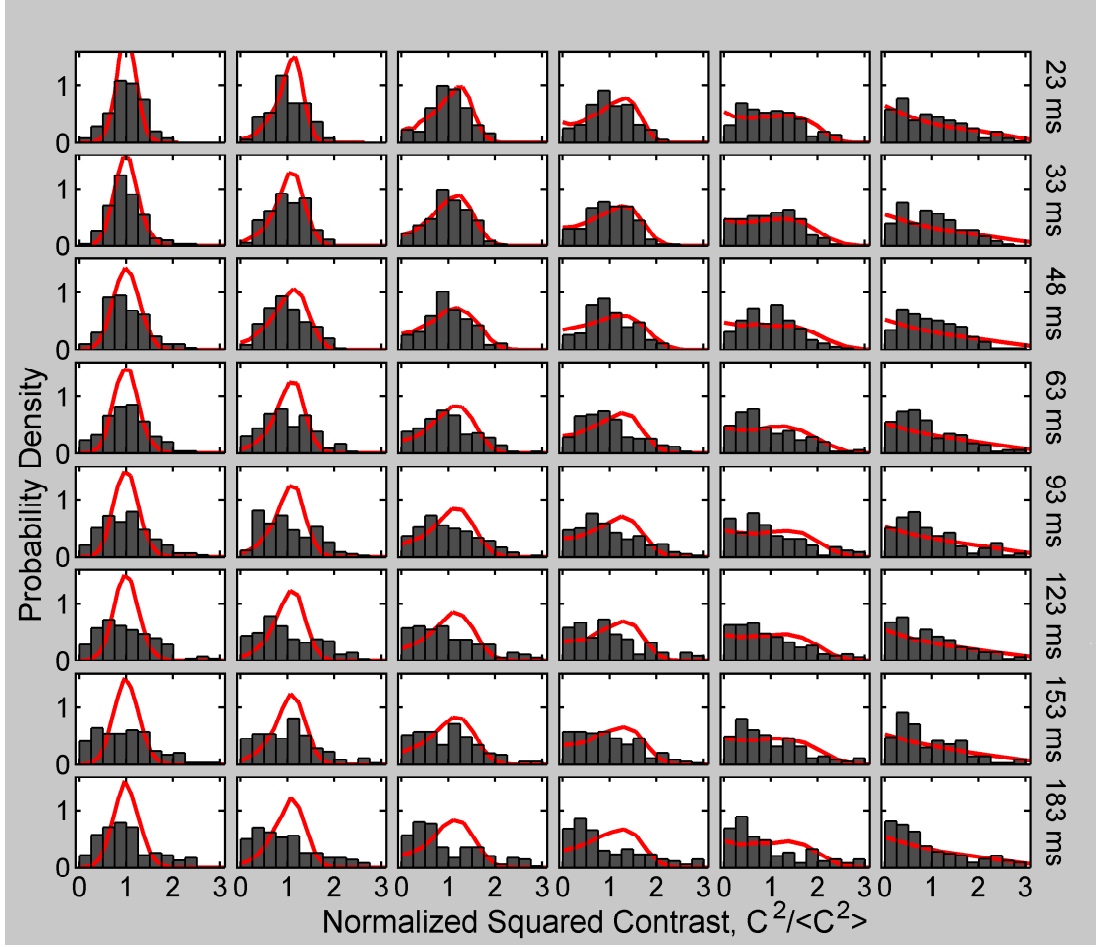 1
0
23 ms
1
0
33 ms
1
0
48 ms
1
0
63 ms
1
0
93 ms
1
0
123 ms
1
0
153 ms
1
0
183 ms
0 1 2 3 0 1 2 3 0 1 2 3 0 1 2 3 0 1 2 3 0 1 2 3
Probability Density
Normalized Squared Contrast, C²/<C²>